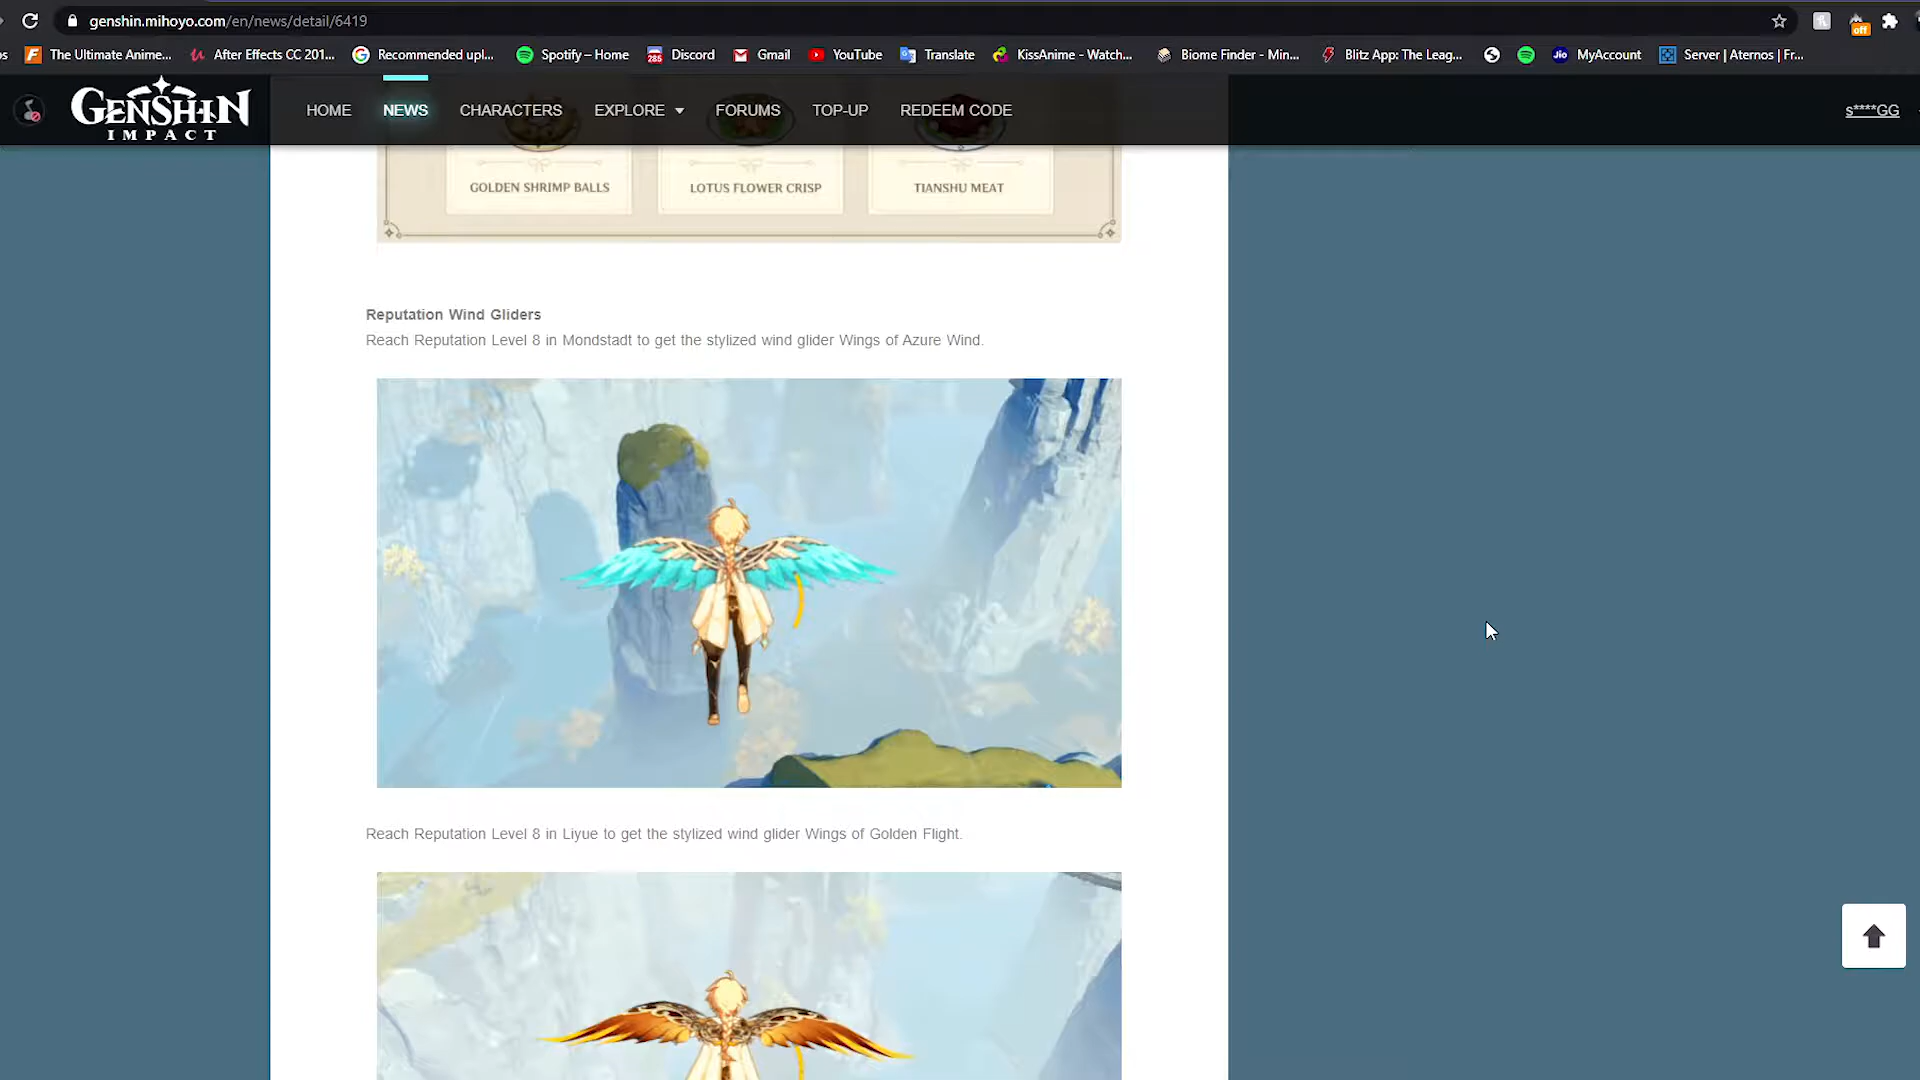 genshin.mihoyo.com/en/news/detail/6419
os
The Ultimate Anime...
After Effects CC 201...
Recommended upl...
Spotify – Home
285
Discord
Gmail
YouTube
Translate
KissAnime - Watch...
Biome Finder - Min...
Blitz App: The Leag...
Jio
MyAccount
Server | Aternos | Fr...
off
GENSHIN
IMPACT
HOME
NEWS
CHARACTERS
EXPLORE
FORUMS
TOP-UP
REDEEM CODE
s****GG
GOLDEN SHRIMP BALLS
LOTUS FLOWER CRISP
TIANSHU MEAT
Reputation Wind Gliders
Reach Reputation Level 8 in Mondstadt to get the stylized wind glider Wings of Azure Wind.
Reach Reputation Level 8 in Liyue to get the stylized wind glider Wings of Golden Flight.